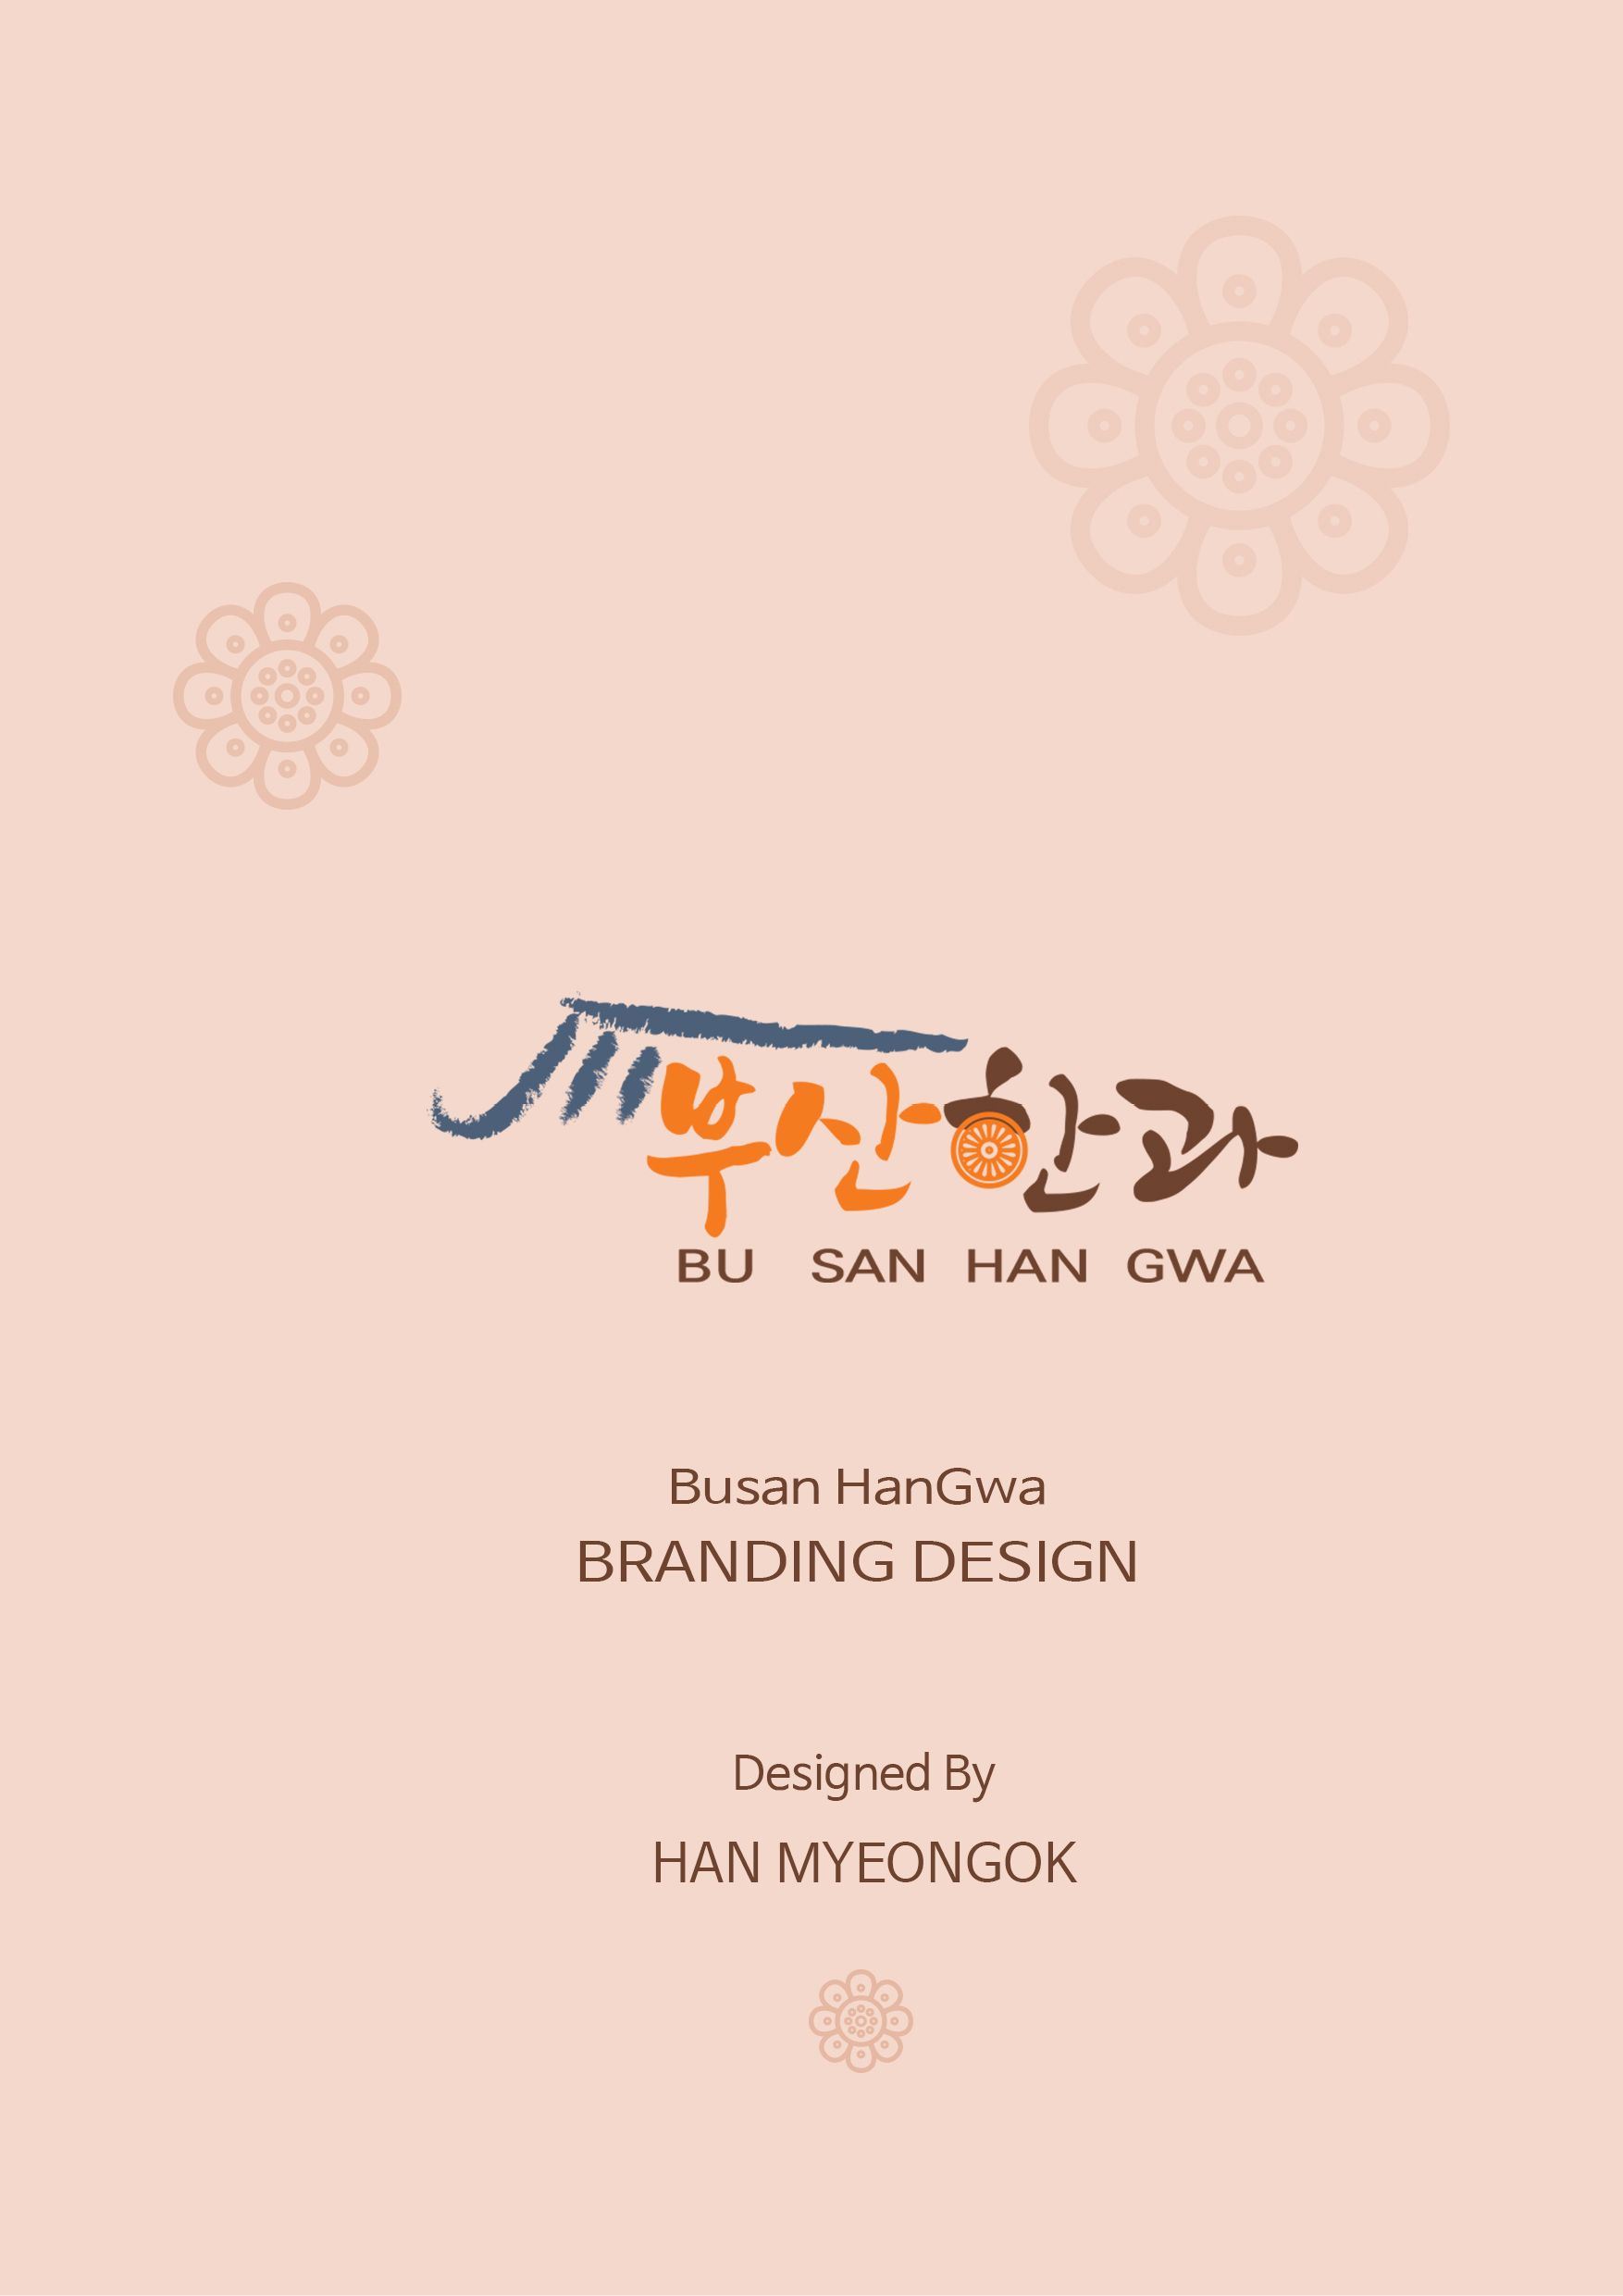 부산한과
BU SAN HAN GWA
Busan HanGwa
BRANDING DESIGN
Designed By
HAN MYEONGOK